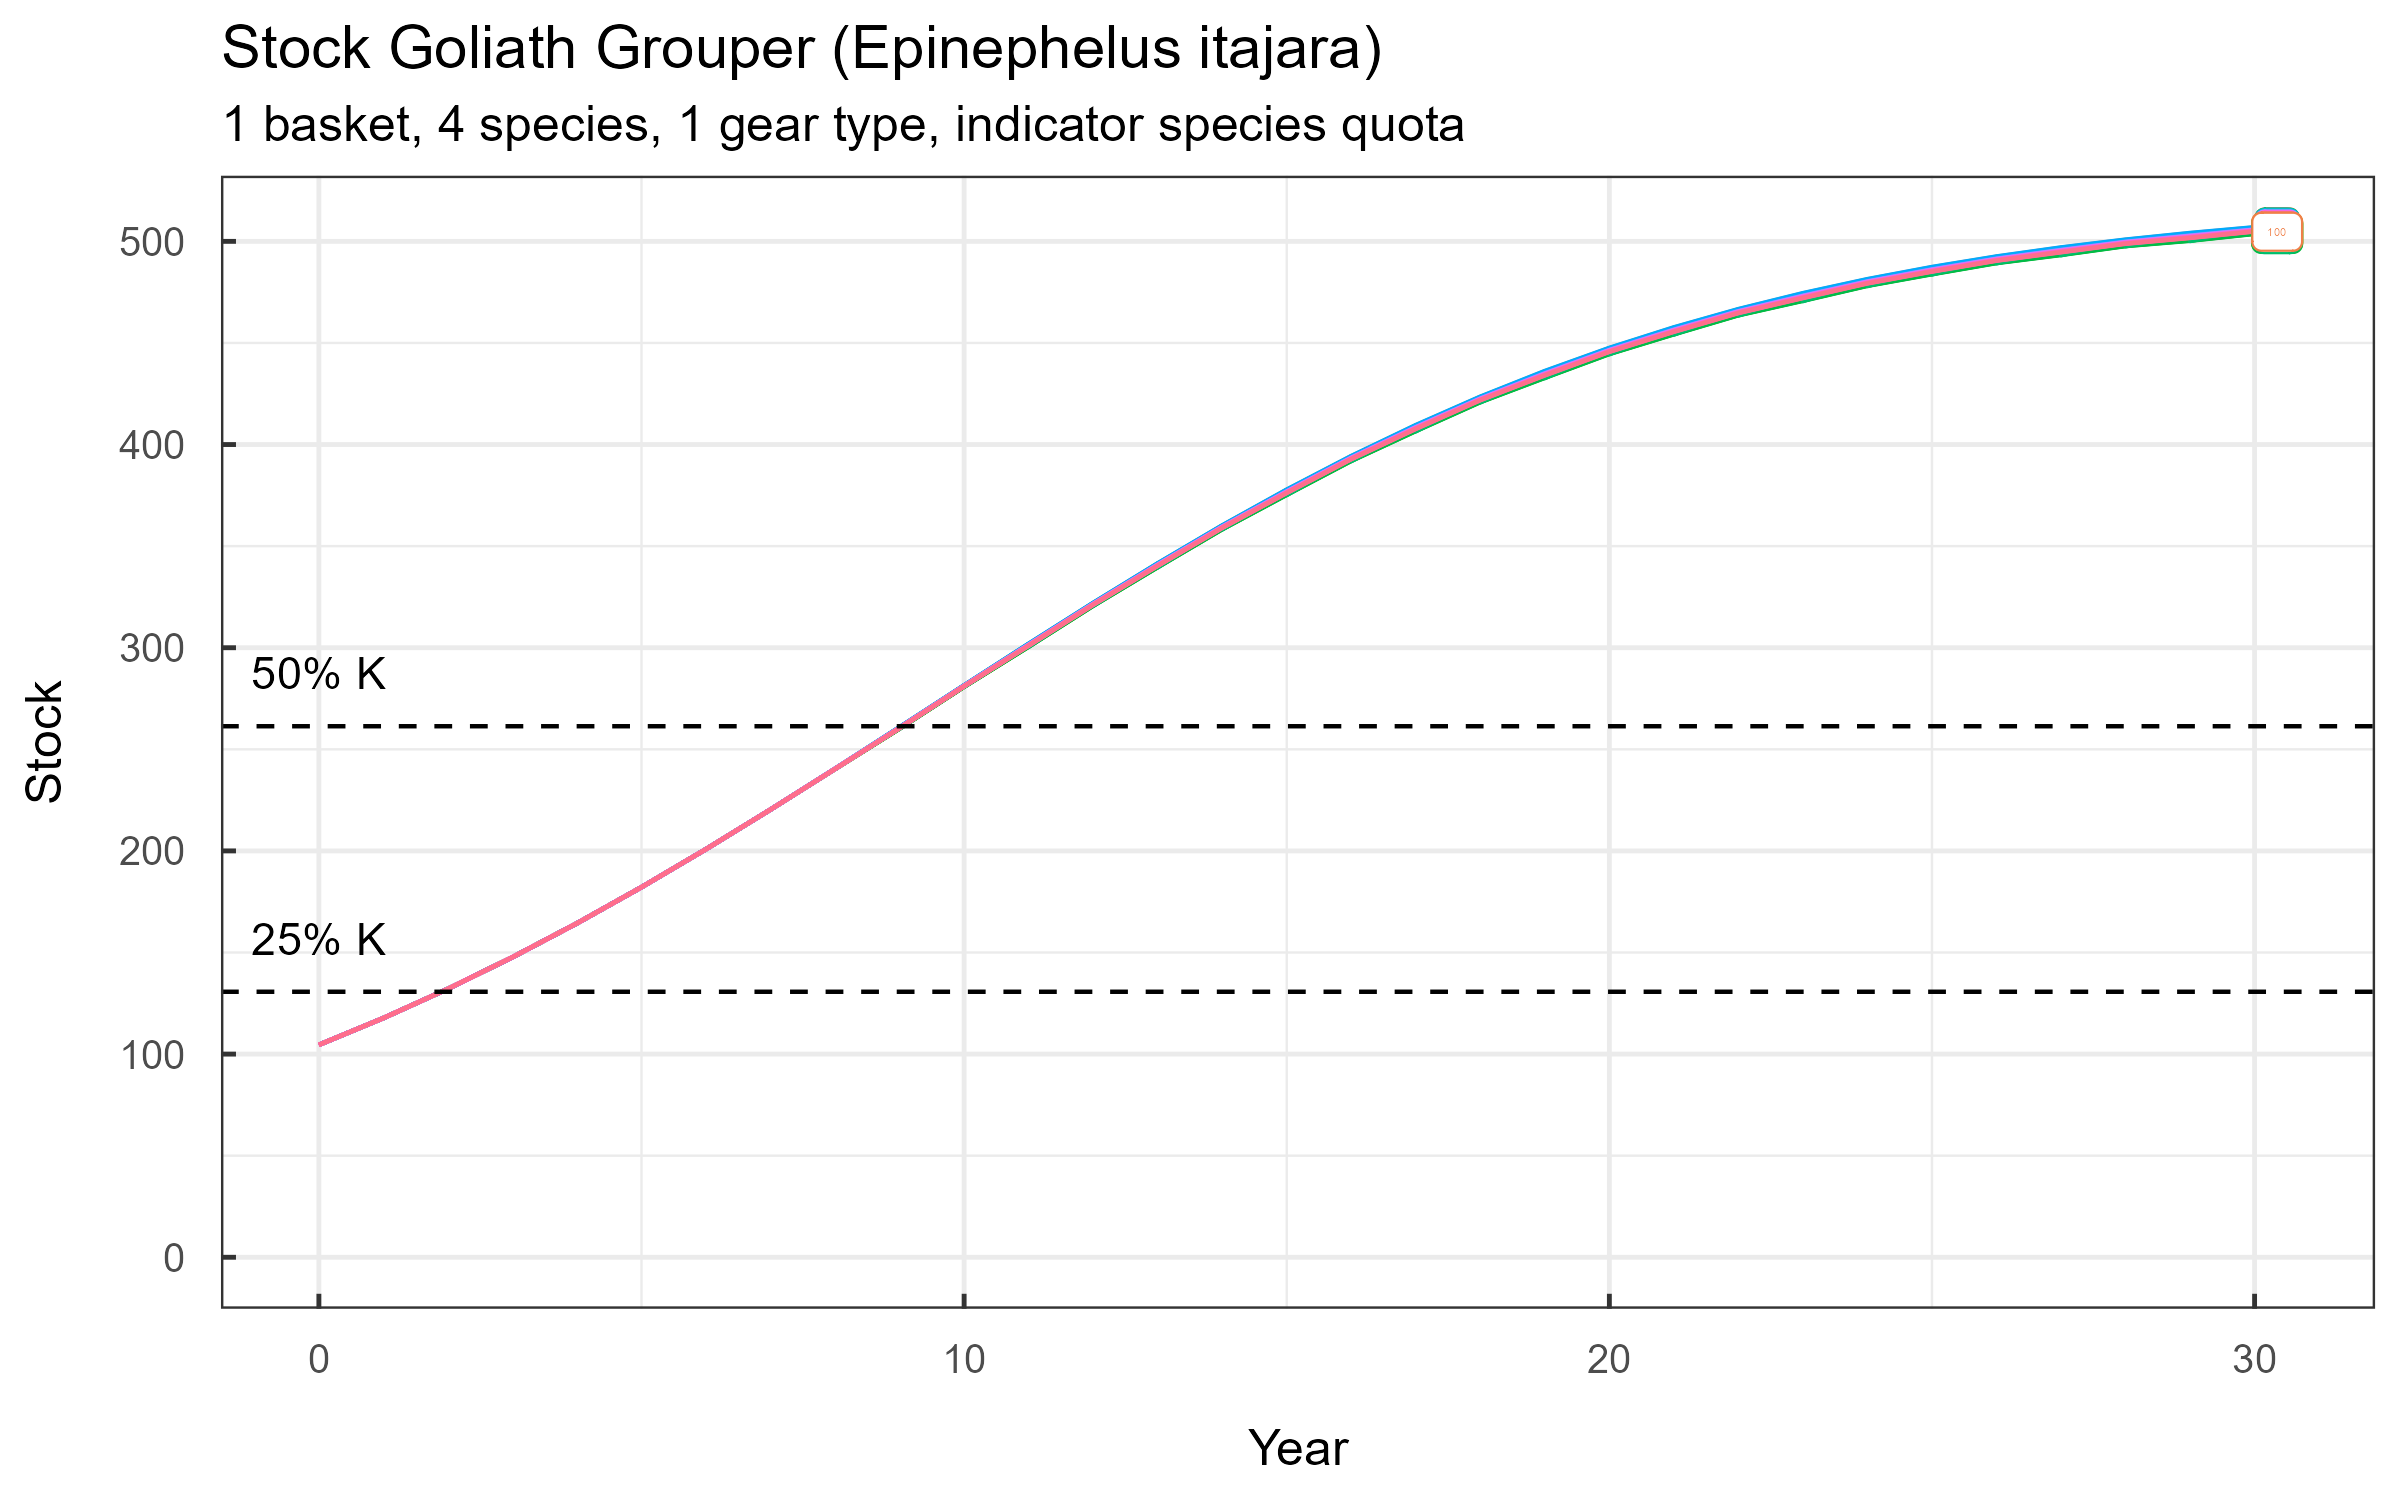 Stock Goliath Grouper (Epinephelus itajara)
1 basket, 4 species, 1 gear type, indicator species quota
500
400
300
200
100
0
50% K
25% K
100
Stock
0
10
20
30
Year